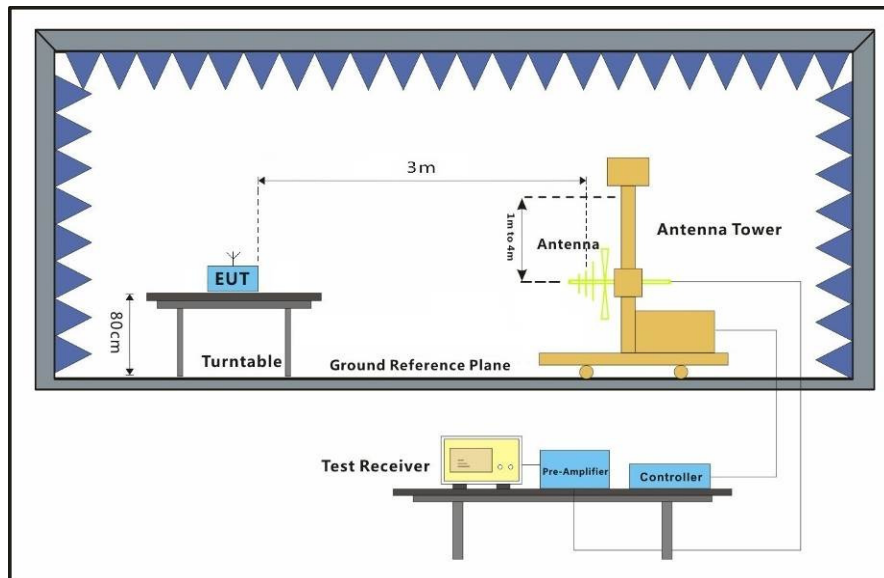 3m
1m to 4m
Antenna
Antenna Tower
EUT
80cm
Turntable
Ground Reference Plane
Test Receiver
Pre-Amplifier
Controller